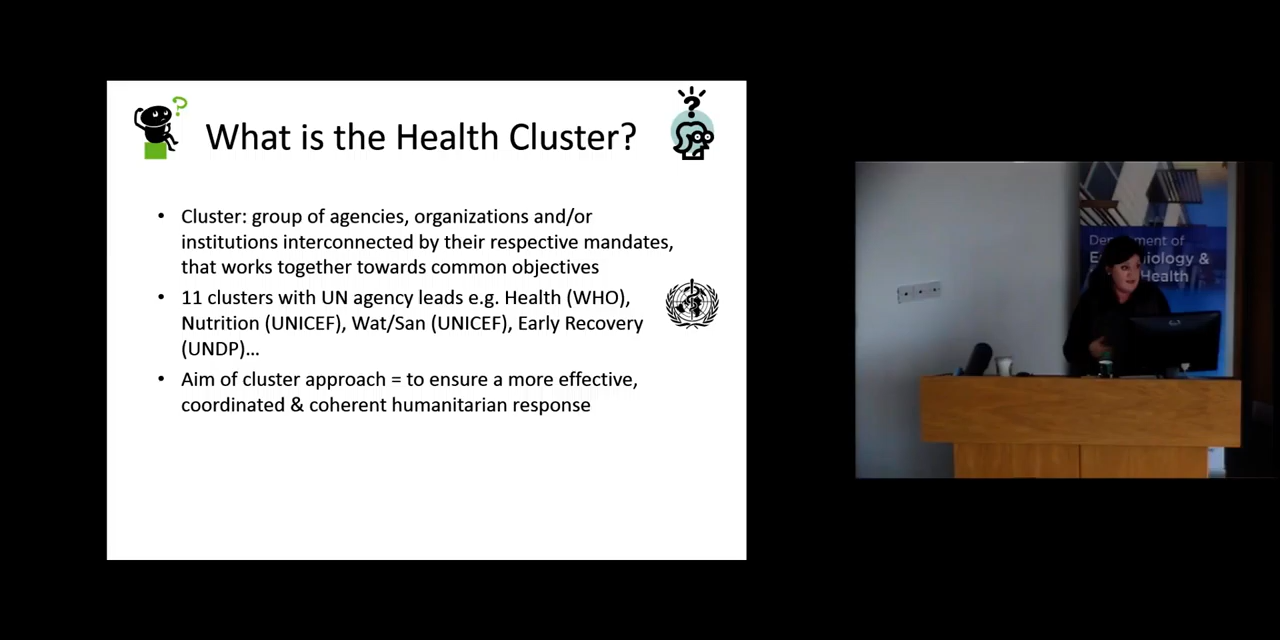 What is the Health Cluster?
• Cluster: group of agencies, organizations and/or
institutions interconnected by their respective mandates,
that works together towards common objectives
• 11 clusters with UN agency leads e.g. Health (WHO),
Nutrition (UNICEF), Wat/San (UNICEF), Early Recovery
(UNDP)...
• Aim of cluster approach = to ensure a more effective,
coordinated & coherent humanitarian response
Health